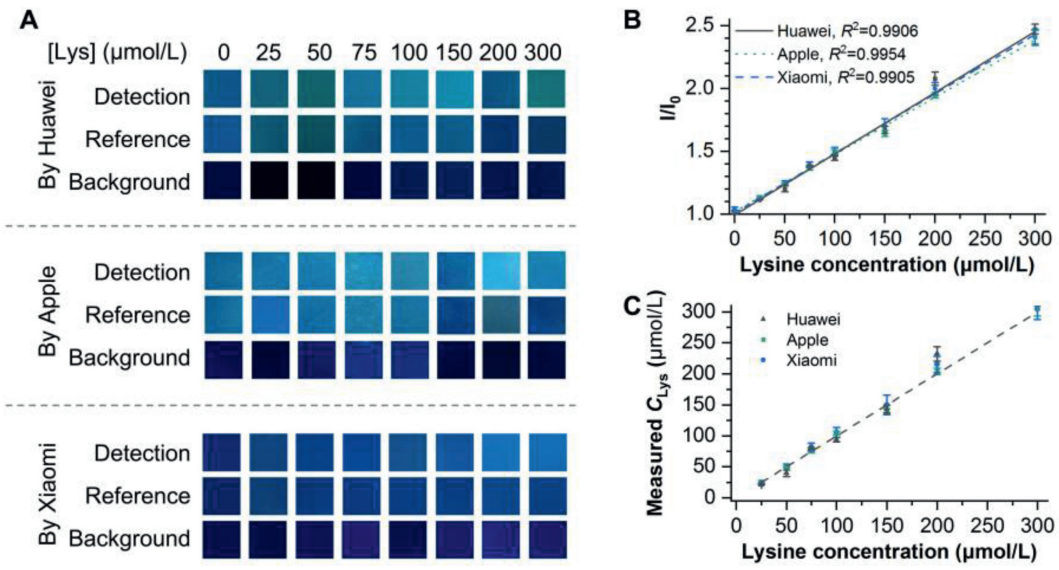 A
[Lys] (μmol/L)
0 25 50 75 100 150 200 300
By Huawei
Detection
Reference
Background
By Apple
Detection
Reference
Background
By Xiaomi
Detection
Reference
Background
B
Huawei, R²=0.9906
Apple, R²=0.9954
Xiaomi, R²=0.9905
I/I₀
2.5
2.0
1.5
1.0
0 50 100 150 200 250 300
Lysine concentration (μmol/L)
C
Huawei
Apple
Xiaomi
Measured C_Lys (μmol/L)
300
250
200
150
100
50
0
0 50 100 150 200 250 300
Lysine concentration (μmol/L)